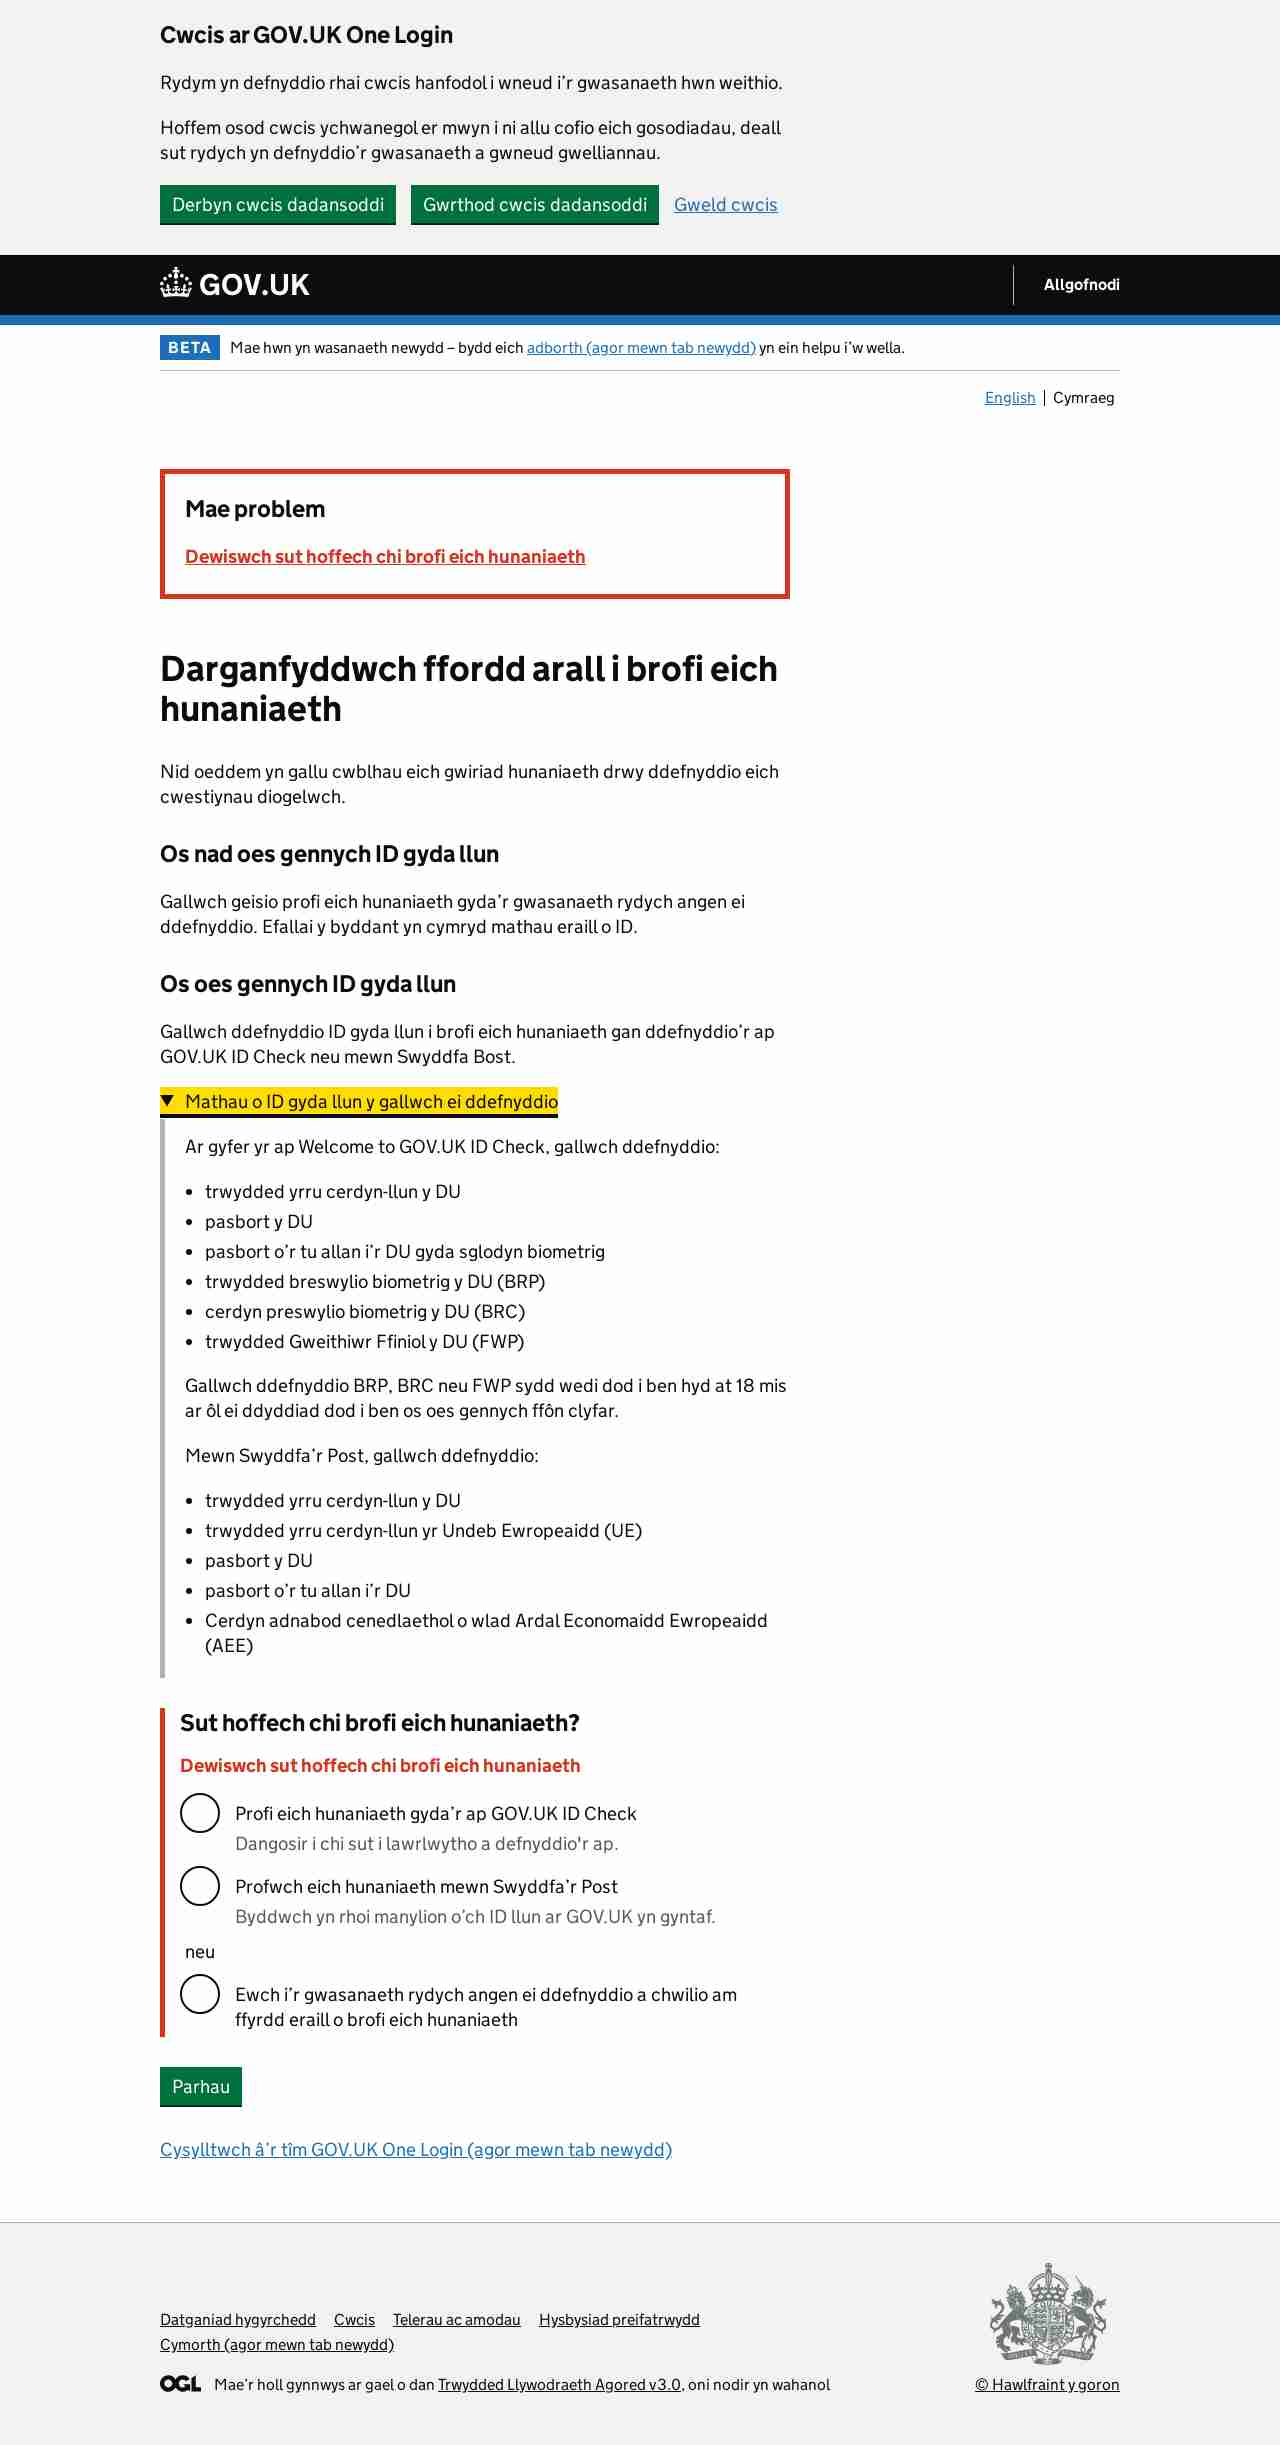 Cwcis ar GOV.UK One Login
Rydym yn defnyddio rhai cwcis hanfodol i wneud i’r gwasanaeth hwn weithio.
Hoffem osod cwcis ychwanegol er mwyn i ni allu cofio eich gosodiadau, deall
sut rydych yn defnyddio’r gwasanaeth a gwneud gwelliannau.
Derbyn cwcis dadansoddi Gwrthod cwcis dadansoddi Gweld cwcis
GOV.UK Allgofnodi
BETA Mae hwn yn wasanaeth newydd – bydd eich adborth (agor mewn tab newydd) yn ein helpu i’w wella.
English Cymraeg
Mae problem
Dewiswch sut hoffech chi brofi eich hunaniaeth
Darganfyddwch ffordd arall i brofi eich
hunaniaeth
Nid oeddem yn gallu cwblhau eich gwiriad hunaniaeth drwy ddefnyddio eich
cwestiynau diogelwch.
Os nad oes gennych ID gyda llun
Gallwch geisio profi eich hunaniaeth gyda’r gwasanaeth rydych angen ei
ddefnyddio. Efallai y byddant yn cymryd mathau eraill o ID.
Os oes gennych ID gyda llun
Gallwch ddefnyddio ID gyda llun i brofi eich hunaniaeth gan ddefnyddio’r ap
GOV.UK ID Check neu mewn Swyddfa Bost.
Mathau o ID gyda llun y gallwch ei ddefnyddio
Ar gyfer yr ap Welcome to GOV.UK ID Check, gallwch ddefnyddio:
• trwydded yrru cerdyn-llun y DU
• pasbort y DU
• pasbort o’r tu allan i’r DU gyda sglodyn biometrig
• trwydded breswylio biometrig y DU (BRP)
• cerdyn preswylio biometrig y DU (BRC)
• trwydded Gweithiwr Ffiniol y DU (FWP)
Gallwch ddefnyddio BRP, BRC neu FWP sydd wedi dod i ben hyd at 18 mis
ar ôl ei ddyddiad dod i ben os oes gennych ffôn clyfar.
Mewn Swyddfa’r Post, gallwch ddefnyddio:
• trwydded yrru cerdyn-llun y DU
• trwydded yrru cerdyn-llun yr Undeb Ewropeaidd (UE)
• pasbort y DU
• pasbort o’r tu allan i’r DU
• Cerdyn adnabod cenedlaethol o wlad Ardal Economaidd Ewropeaidd
(AEE)
Sut hoffech chi brofi eich hunaniaeth?
Dewiswch sut hoffech chi brofi eich hunaniaeth
Profi eich hunaniaeth gyda’r ap GOV.UK ID Check
Dangosir i chi sut i lawrlwytho a defnyddio'r ap.
Profwch eich hunaniaeth mewn Swyddfa’r Post
Byddwch yn rhoi manylion o’ch ID llun ar GOV.UK yn gyntaf.
neu
Ewch i’r gwasanaeth rydych angen ei ddefnyddio a chwilio am
ffyrdd eraill o brofi eich hunaniaeth
Parhau
Cysylltwch â’r tîm GOV.UK One Login (agor mewn tab newydd)
Datganiad hygyrchedd Cwcis Telerau ac amodau Hysbysiad preifatrwydd
Cymorth (agor mewn tab newydd)
OGL Mae’r holl gynnwys ar gael o dan Trwydded Llywodraeth Agored v3.0, oni nodir yn wahanol
© Hawlfraint y goron